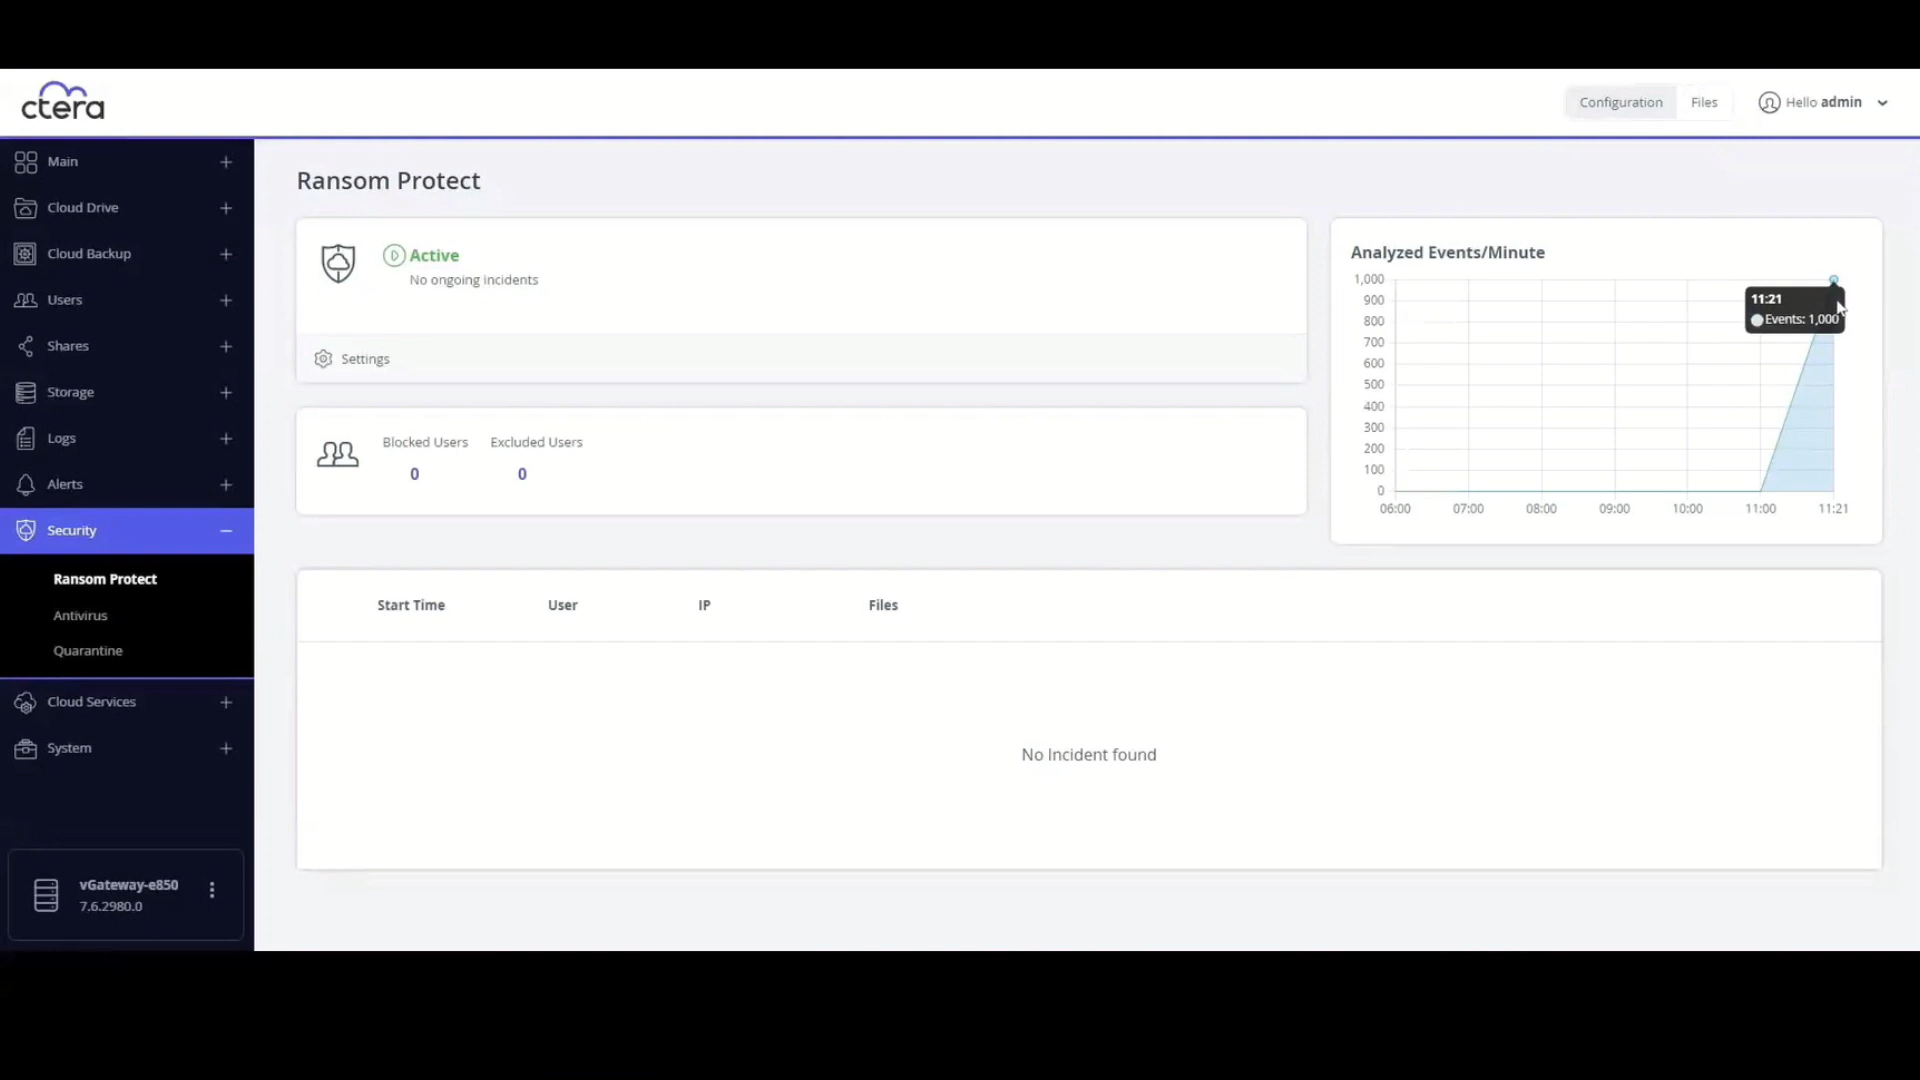 ctera
Configuration
Files
Hello admin
Main
Cloud Drive
Cloud Backup
Users
Shares
Storage
Logs
Alerts
Security
Ransom Protect
Antivirus
Quarantine
Cloud Services
System
vGateway-e850
7.6.2980.0
Ransom Protect
Active
No ongoing incidents
Settings
Blocked Users Excluded Users
0 0
Analyzed Events/Minute
1,000
900
800
700
600
500
400
300
200
100
0
06:00 07:00 08:00 09:00 10:00 11:00 11:21
11:21
Events: 1,000
Start Time User IP Files
No Incident found